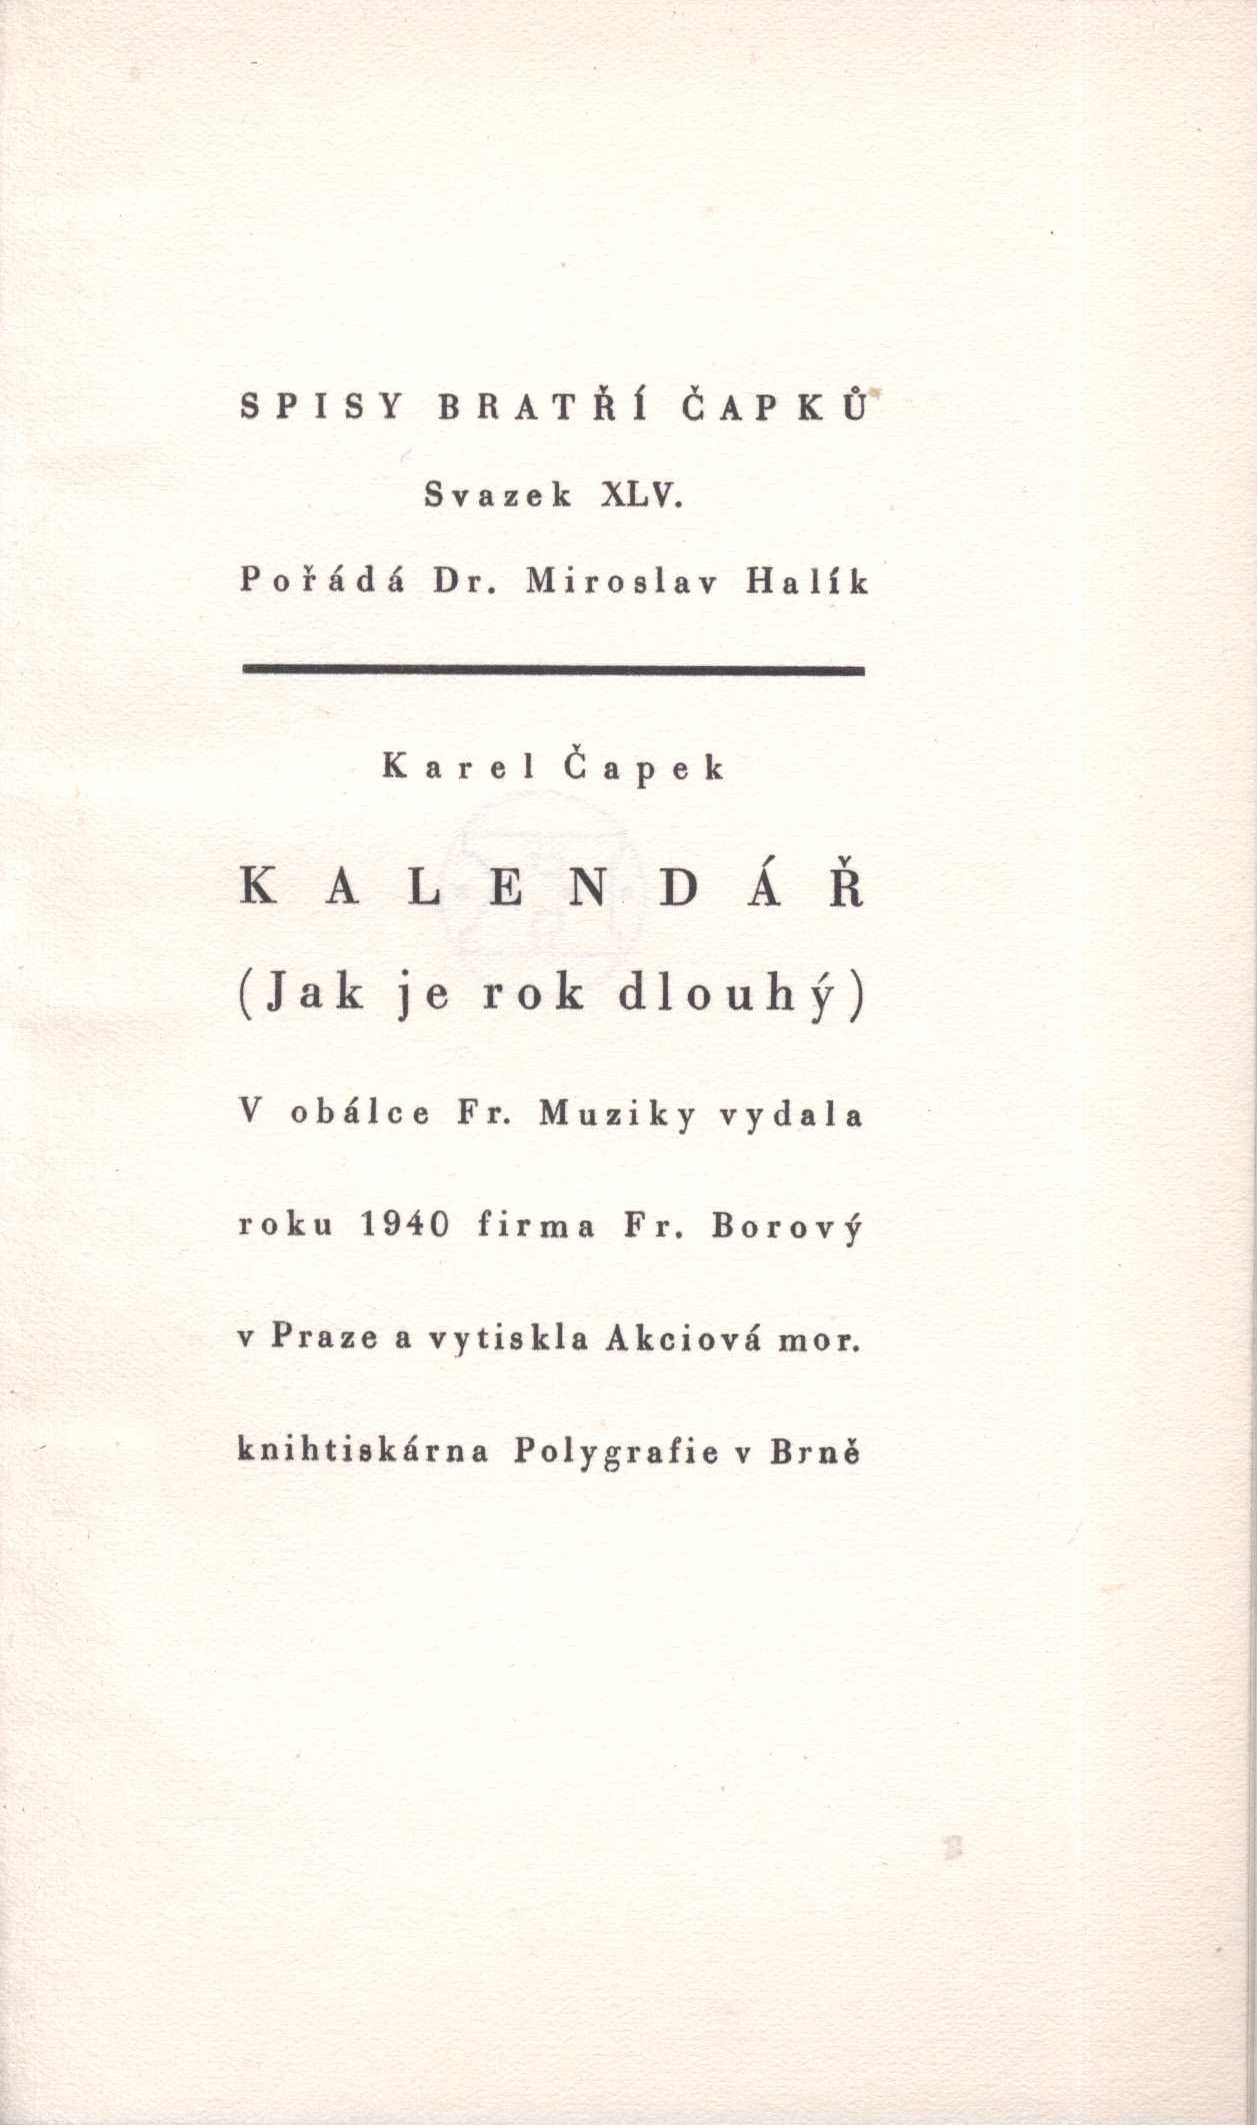 SPISY BRATŘÍ ČAPKŮ
Svazek XLV.
Pořádá Dr. Miroslav Halík
Karel Čapek
KALENDÁŘ
(Jak je rok dlouhý)
V obálce Fr. Muziky vydala
roku 1940 firma Fr. Borový
v Praze a vytiskla Akciová mor.
knihtiskárna Polygrafie v Brně